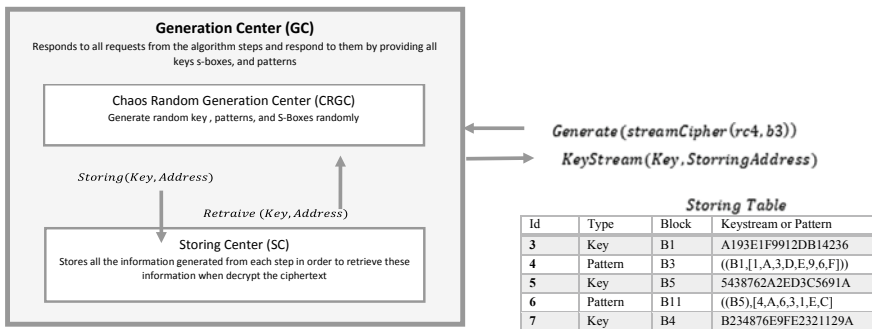 Generation Center (GC)
Responds to all requests from the algorithm steps and respond to them by providing all
keys s-boxes, and patterns
Chaos Random Generation Center (CRGC)
Generate random key , patterns, and S-Boxes randomly
Storing(Key, Address)
Retraive (Key, Address)
Storing Center (SC)
Stores all the information generated from each step in order to retrieve these
information when decrypt the ciphertext
Generate(streamCipher(rc4, b3))
KeyStream(Key, StorringAddress)
Storing Table
Id Type Block Keystream or Pattern
3 Key B1 A193E1F9912DB14236
4 Pattern B3 ((B1,[1,A,3,D,E,9,6,F]))
5 Key B5 5438762A2ED3C5691A
6 Pattern B11 ((B5),[4,A,6,3,1,E,C]
7 Key B4 B234876E9FE2321129A